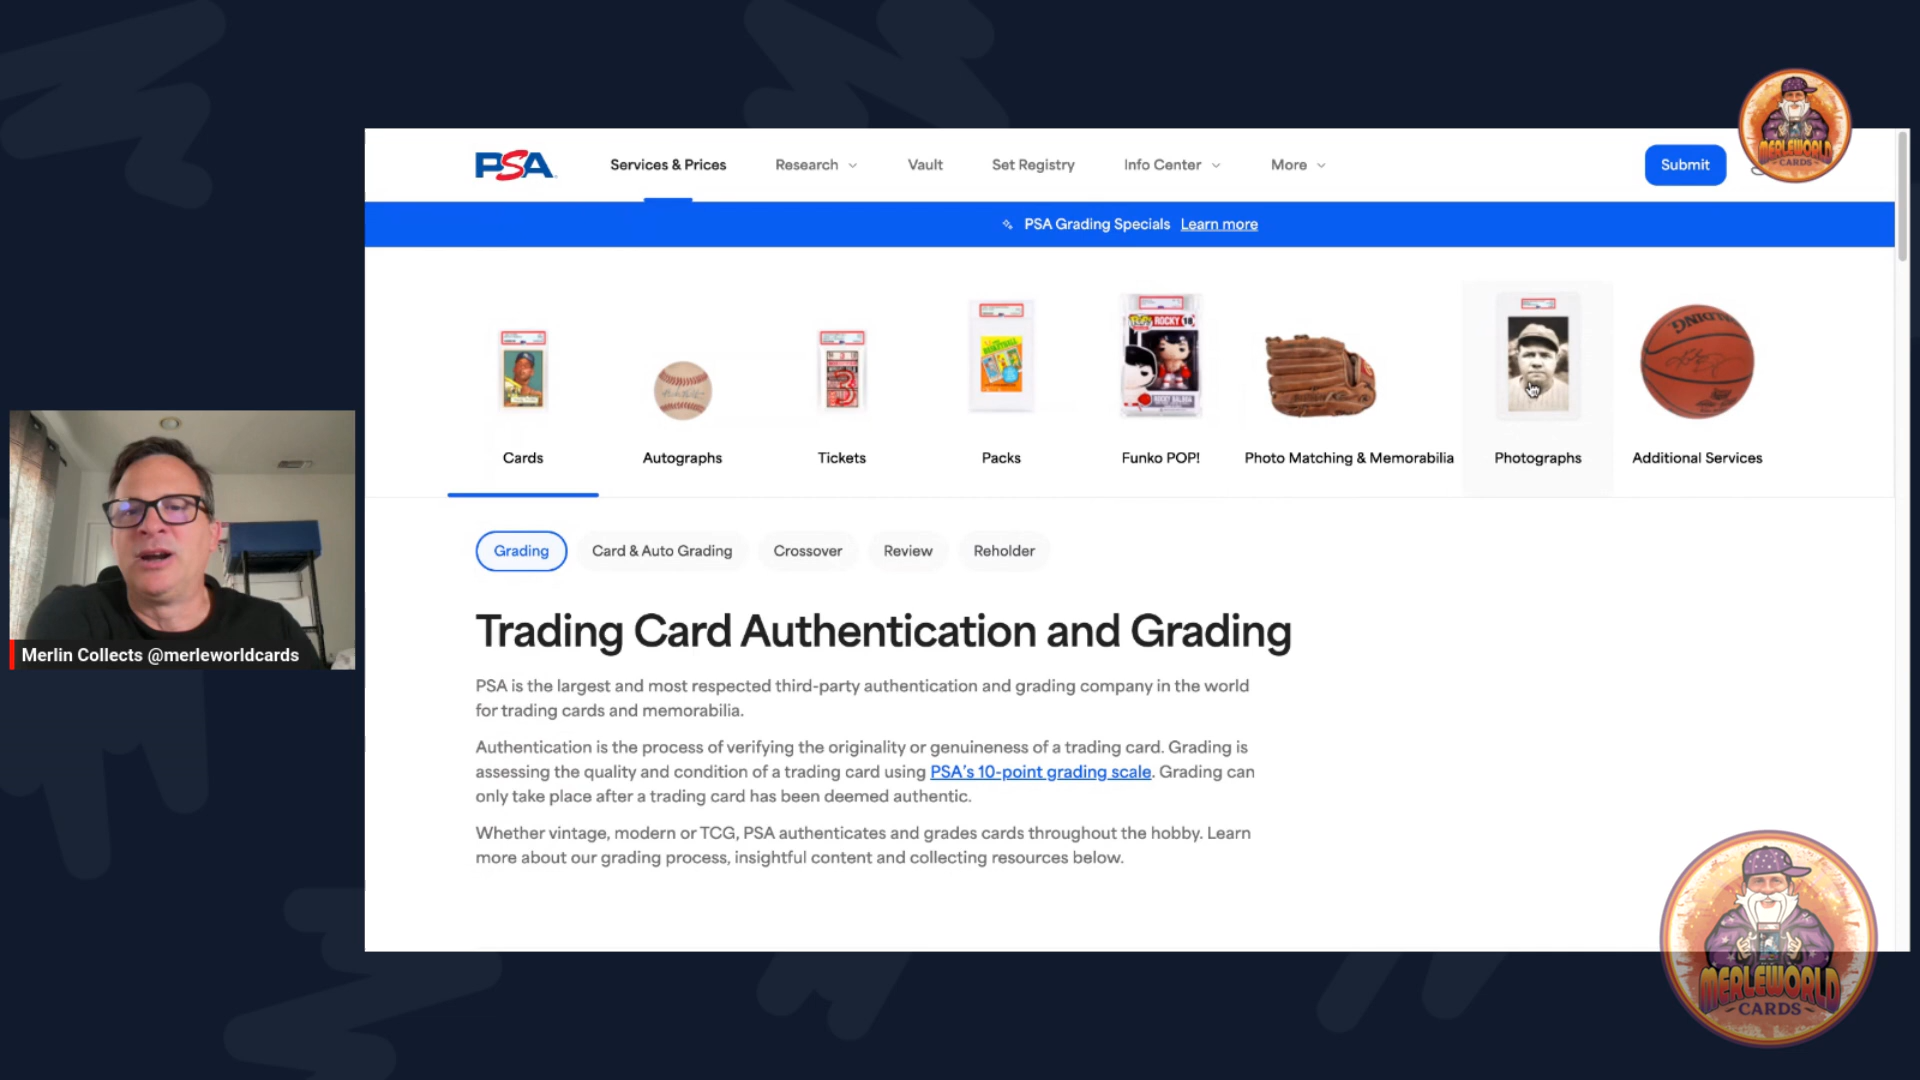 PSA
Services & Prices
Research
Vault
Set Registry
Info Center
More
Submit
MERLEWORLD
CARDS
PSA Grading Specials Learn more
ROCKY 18
SPALDING
Cards
Autographs
Tickets
Packs
Funko POP!
Photo Matching & Memorabilia
Photographs
Additional Services
Grading
Card & Auto Grading
Crossover
Review
Reholder
Trading Card Authentication and Grading
PSA is the largest and most respected third-party authentication and grading company in the world
for trading cards and memorabilia.
Authentication is the process of verifying the originality or genuineness of a trading card. Grading is
assessing the quality and condition of a trading card using PSA's 10-point grading scale. Grading can
only take place after a trading card has been deemed authentic.
Whether vintage, modern or TCG, PSA authenticates and grades cards throughout the hobby. Learn
more about our grading process, insightful content and collecting resources below.
Merlin Collects @merleworldcards
MERLEWORLD
CARDS